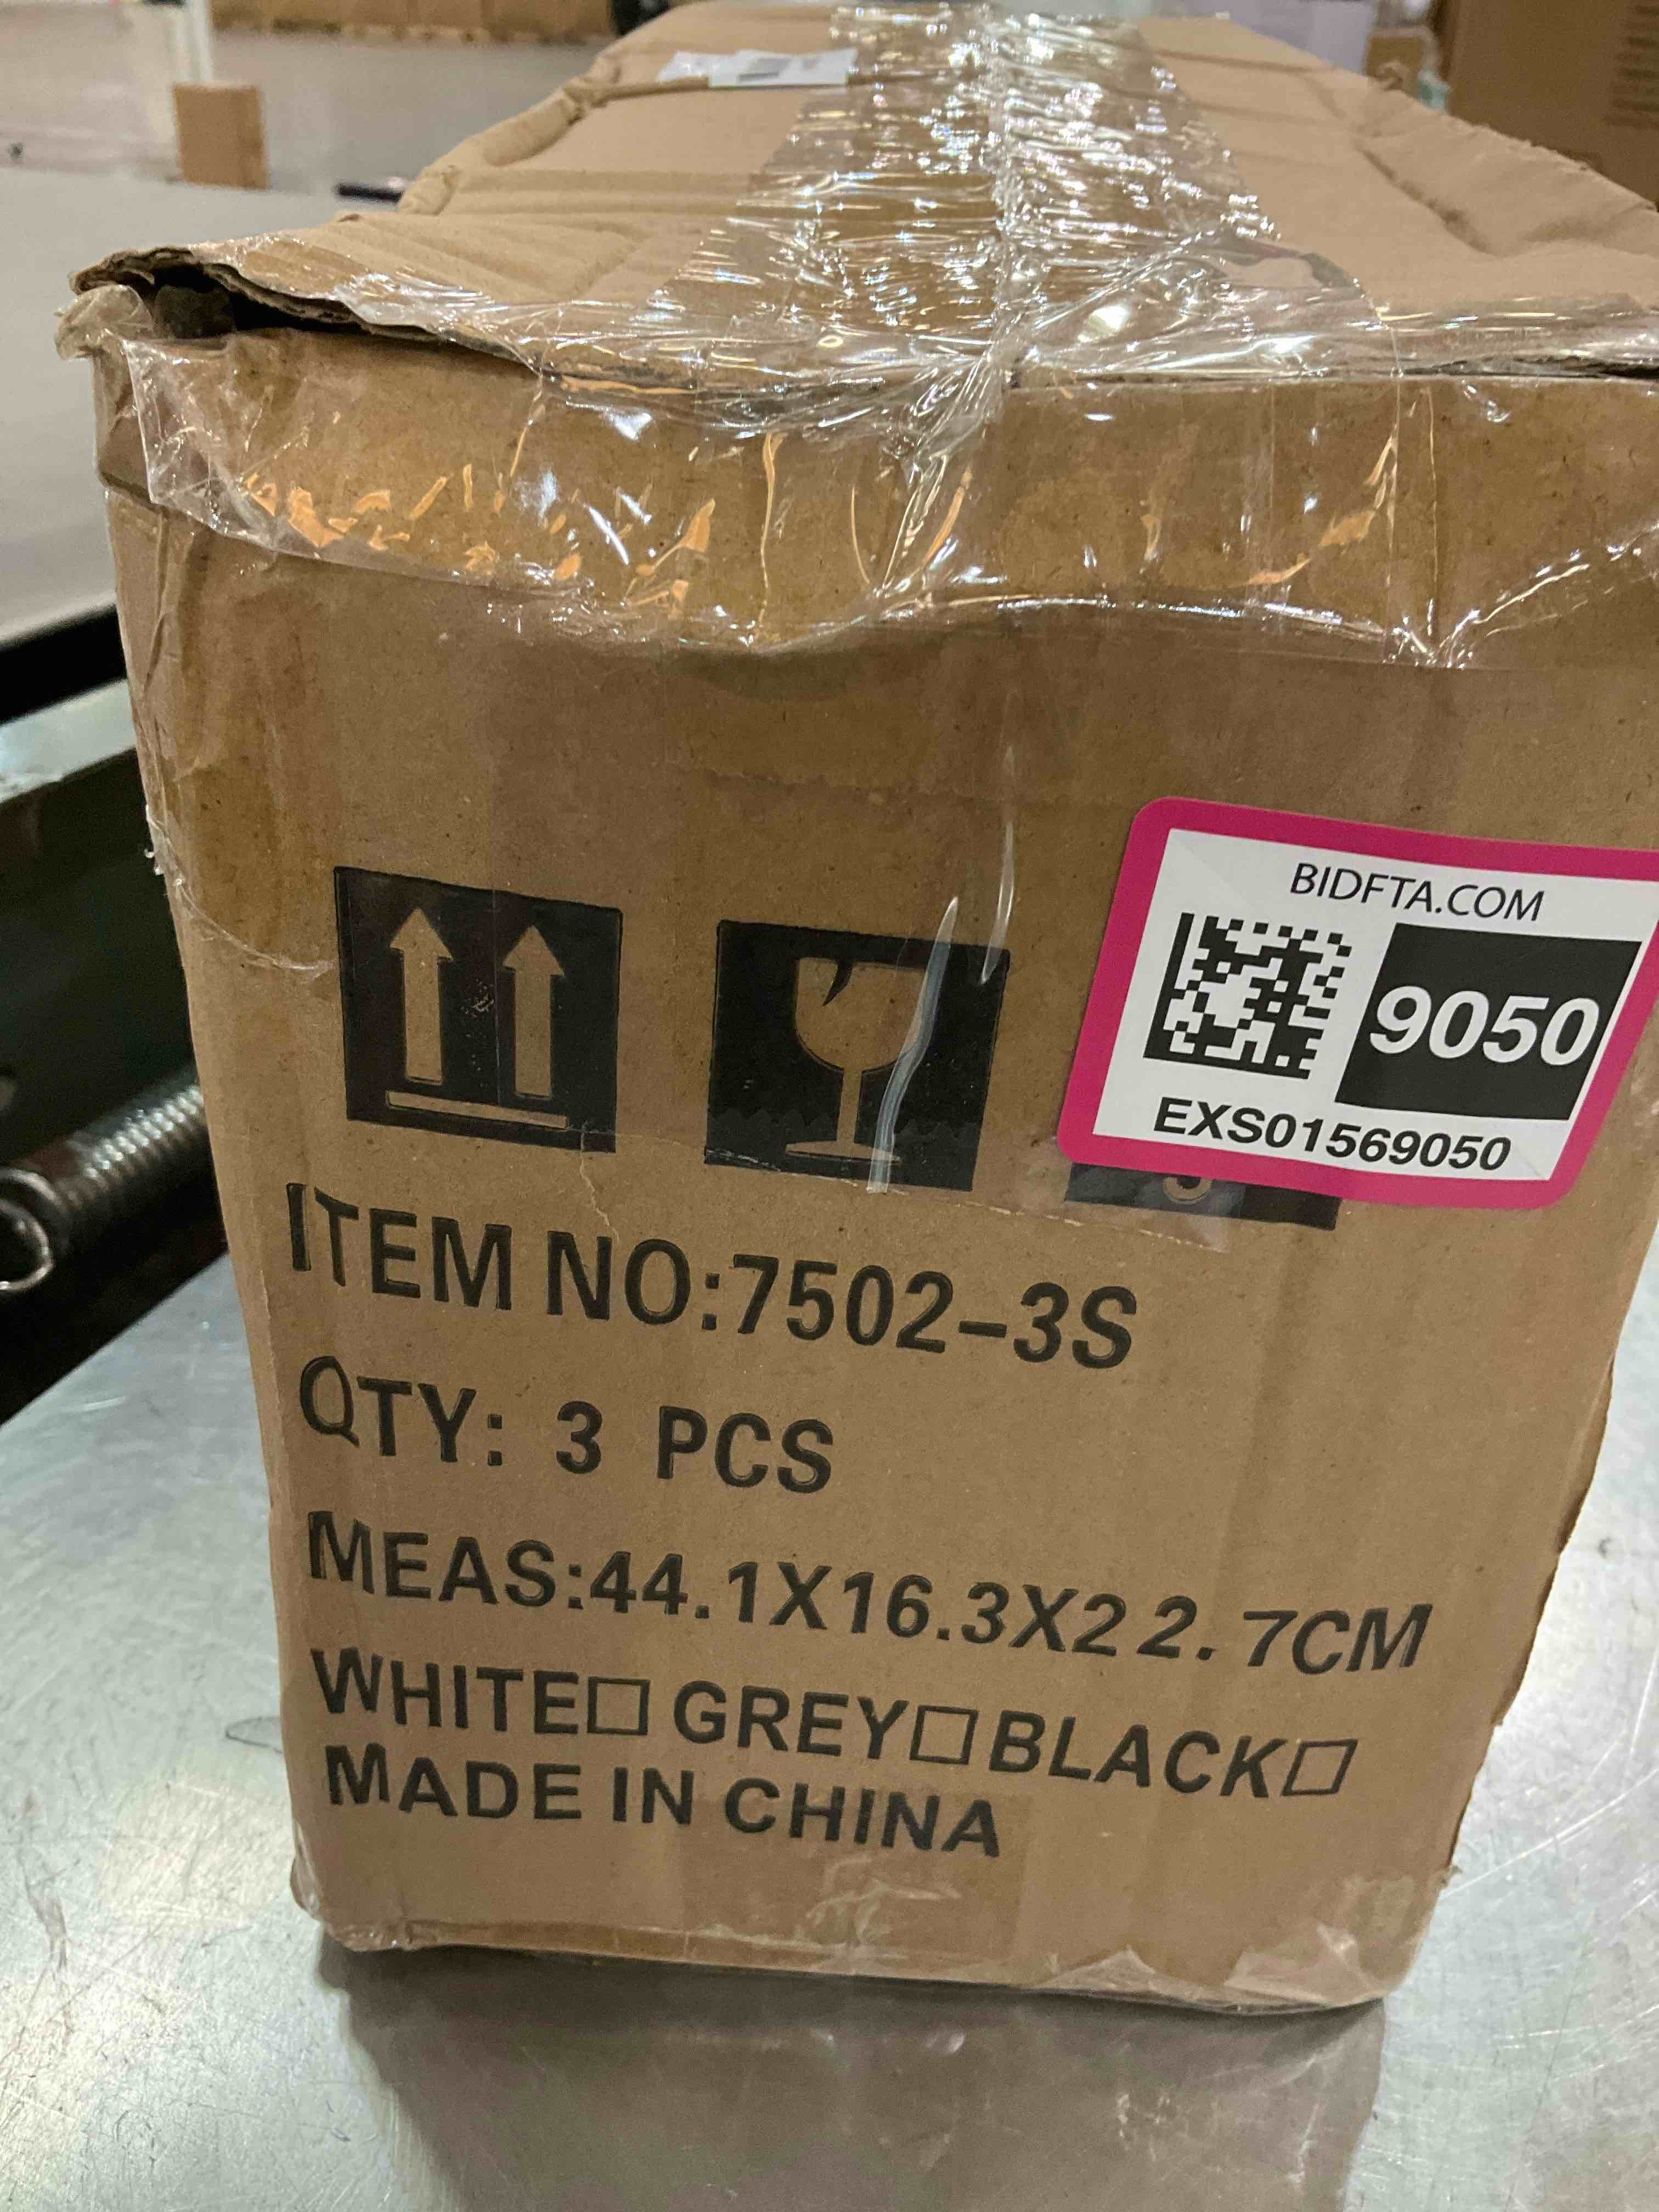 BIDFTA.COM
9050
EXS01569050
ITEM NO:7502-3S
QTY: 3 PCS
MEAS:44.1X16.3X22.7CM
WHITE□ GREY□ BLACK□
MADE IN CHINA